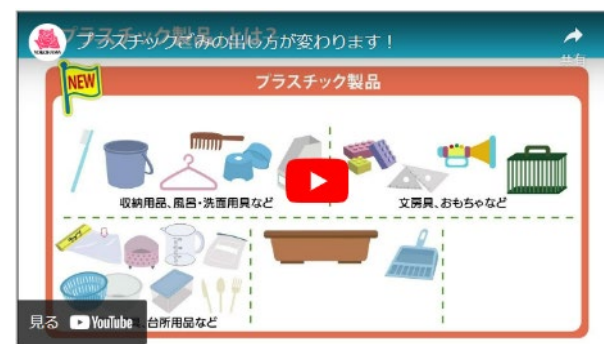 プラスチックごみの出し方が変わります！
共有
NEW
プラスチック製品
収納用品、風呂・洗面用具など
文房具、おもちゃなど
、台所用品など
見る YouTube